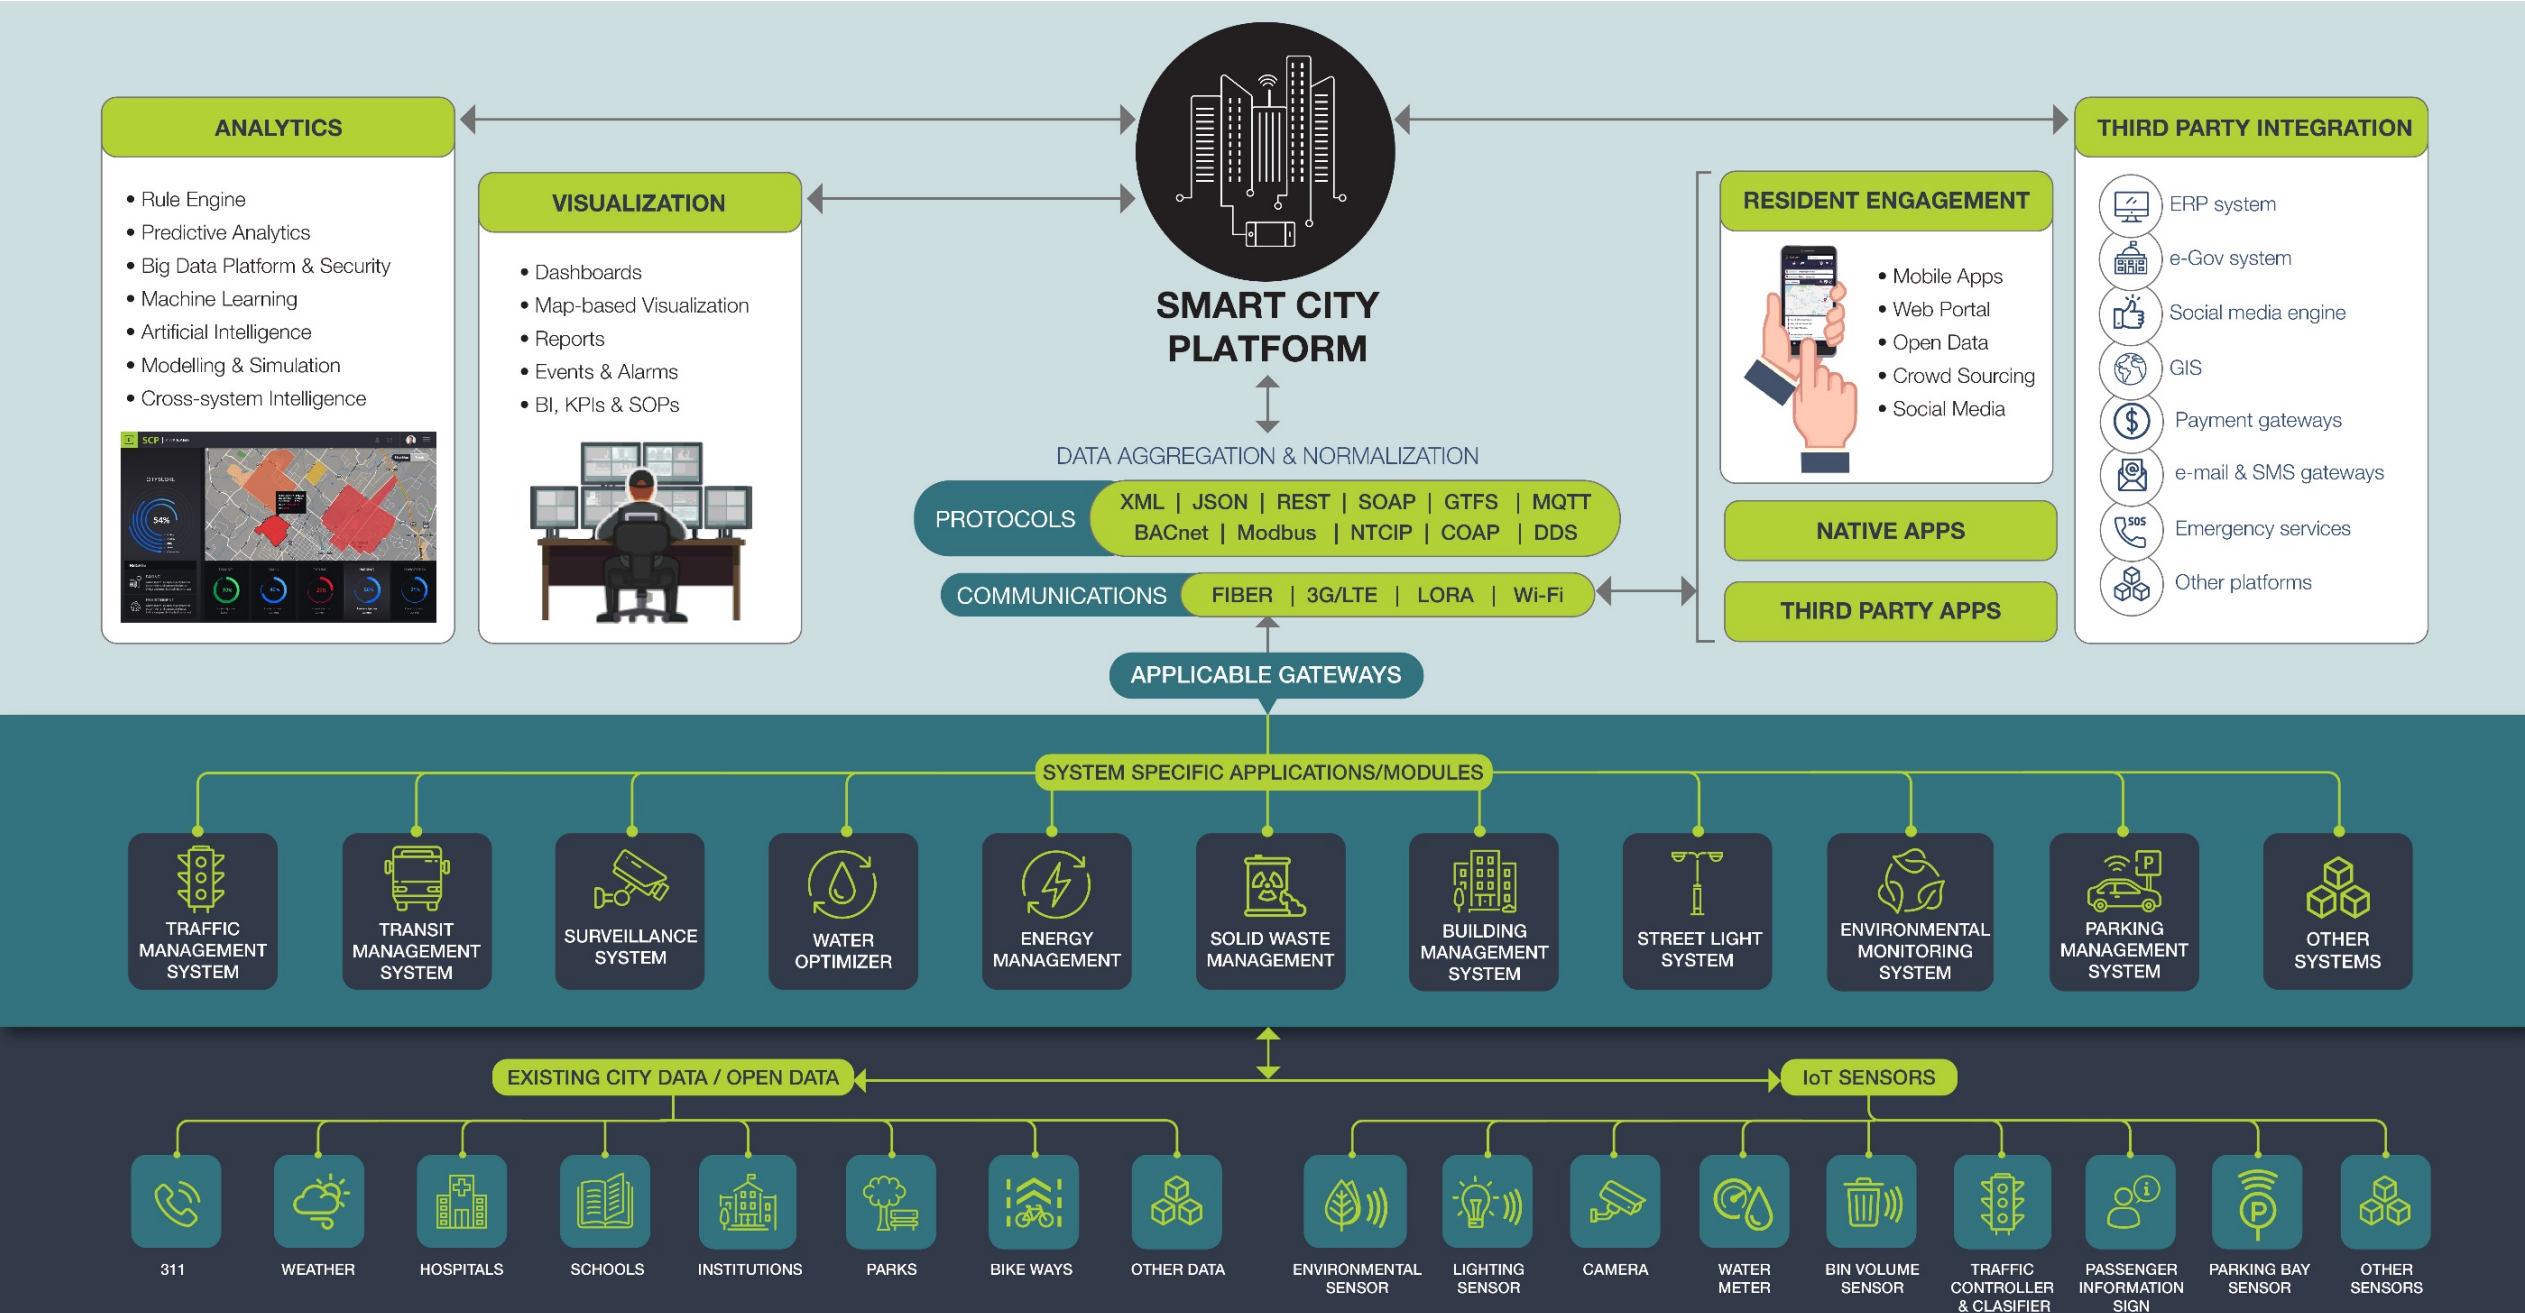 ANALYTICS
• Rule Engine
• Predictive Analytics
• Big Data Platform & Security
• Machine Learning
• Artificial Intelligence
• Modelling & Simulation
• Cross-system Intelligence
SCP
54%
VISUALIZATION
• Dashboards
• Map-based Visualization
• Reports
• Events & Alarms
• BI, KPIs & SOPs
SMART CITY
PLATFORM
DATA AGGREGATION & NORMALIZATION
PROTOCOLS
XML | JSON | REST | SOAP | GTFS | MQTT
BACnet | Modbus | NTCIP | COAP | DDS
COMMUNICATIONS
FIBER | 3G/LTE | LORA | Wi-Fi
APPLICABLE GATEWAYS
RESIDENT ENGAGEMENT
• Mobile Apps
• Web Portal
• Open Data
• Crowd Sourcing
• Social Media
NATIVE APPS
THIRD PARTY APPS
THIRD PARTY INTEGRATION
ERP system
e-Gov system
Social media engine
GIS
$
Payment gateways
@
e-mail & SMS gateways
SOS
Emergency services
Other platforms
SYSTEM SPECIFIC APPLICATIONS/MODULES
TRAFFIC
MANAGEMENT
SYSTEM
TRANSIT
MANAGEMENT
SYSTEM
SURVEILLANCE
SYSTEM
WATER
OPTIMIZER
ENERGY
MANAGEMENT
SOLID WASTE
MANAGEMENT
BUILDING
MANAGEMENT
SYSTEM
STREET LIGHT
SYSTEM
ENVIRONMENTAL
MONITORING
SYSTEM
P
PARKING
MANAGEMENT
SYSTEM
OTHER
SYSTEMS
EXISTING CITY DATA / OPEN DATA
311
WEATHER
HOSPITALS
SCHOOLS
INSTITUTIONS
PARKS
BIKE WAYS
OTHER DATA
IoT SENSORS
ENVIRONMENTAL
SENSOR
LIGHTING
SENSOR
CAMERA
WATER
METER
BIN VOLUME
SENSOR
TRAFFIC
CONTROLLER
& CLASIFIER
i
PASSENGER
INFORMATION
SIGN
P
PARKING BAY
SENSOR
OTHER
SENSORS